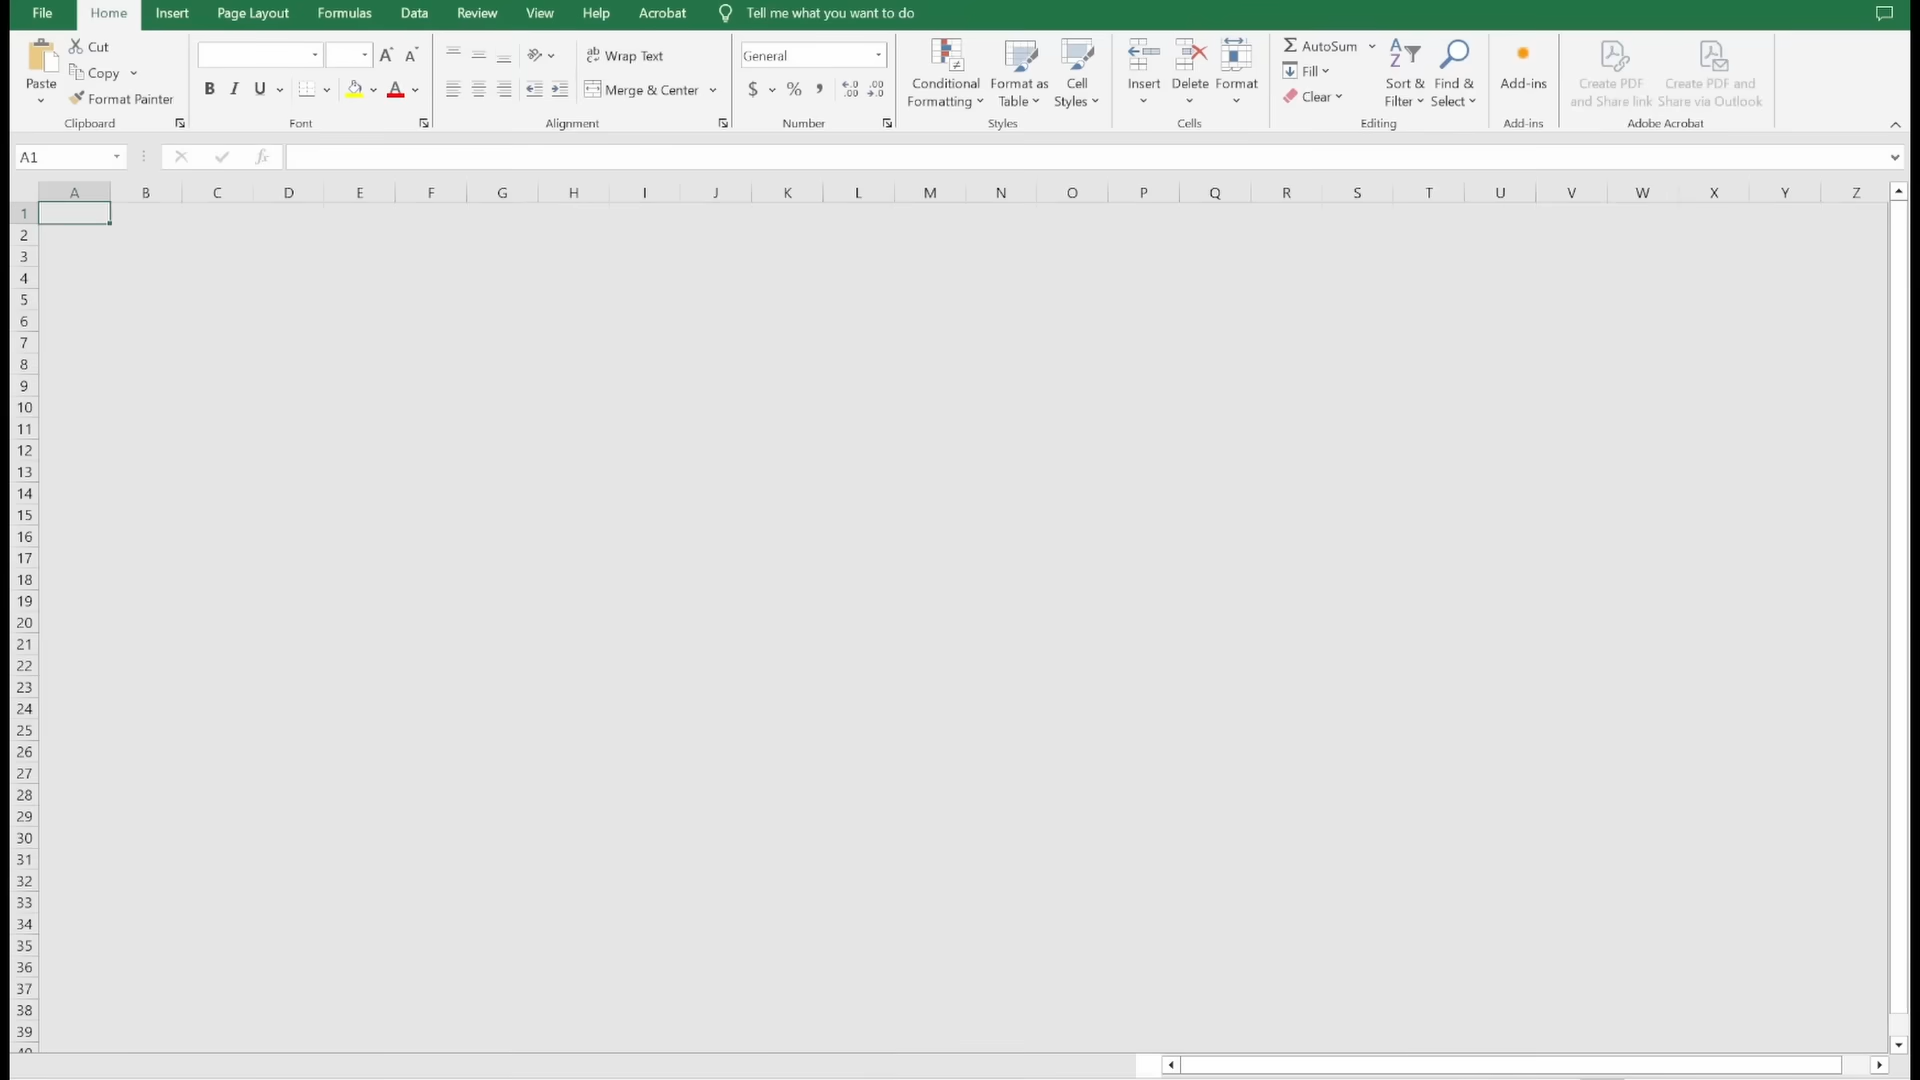 File Home Insert Page Layout Formulas Data Review View Help Acrobat Tell me what you want to do
Paste
Cut
Copy
Format Painter
Clipboard
B I U A
Font
Wrap Text
Merge & Center
Alignment
General
$ % , .00 .00
Number
Conditional Formatting
Format as Table
Cell Styles
Styles
Insert Delete Format
Cells
AutoSum
Fill
Clear
Sort & Filter
Find & Select
Editing
Add-ins
Add-ins
Create PDF and Share link
Create PDF and Share via Outlook
Adobe Acrobat
A1 fx
A B C D E F G H I J K L M N O P Q R S T U V W X Y Z
1
2
3
4
5
6
7
8
9
10
11
12
13
14
15
16
17
18
19
20
21
22
23
24
25
26
27
28
29
30
31
32
33
34
35
36
37
38
39